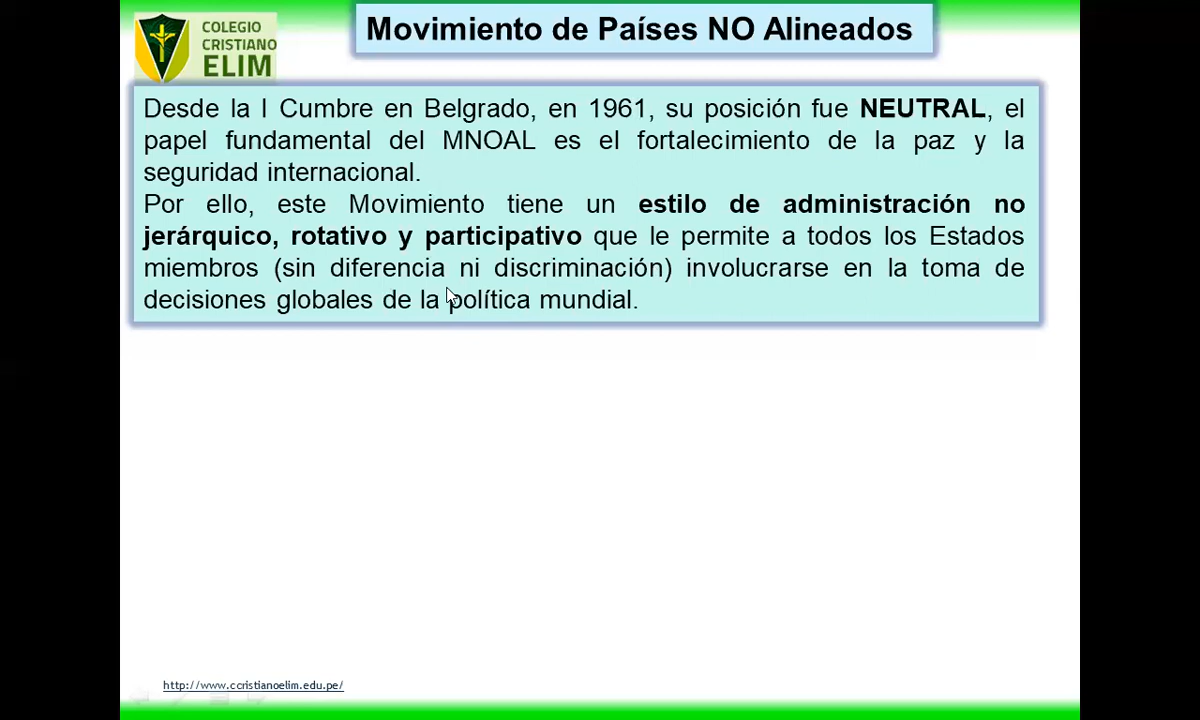 COLEGIO
CRISTIANO
ELIM
Movimiento de Países NO Alineados
Desde la I Cumbre en Belgrado, en 1961, su posición fue NEUTRAL, el
papel fundamental del MNOAL es el fortalecimiento de la paz y la
seguridad internacional.
Por ello, este Movimiento tiene un estilo de administración no
jerárquico, rotativo y participativo que le permite a todos los Estados
miembros (sin diferencia ni discriminación) involucrarse en la toma de
decisiones globales de la política mundial.
http://www.ccristianoelim.edu.pe/